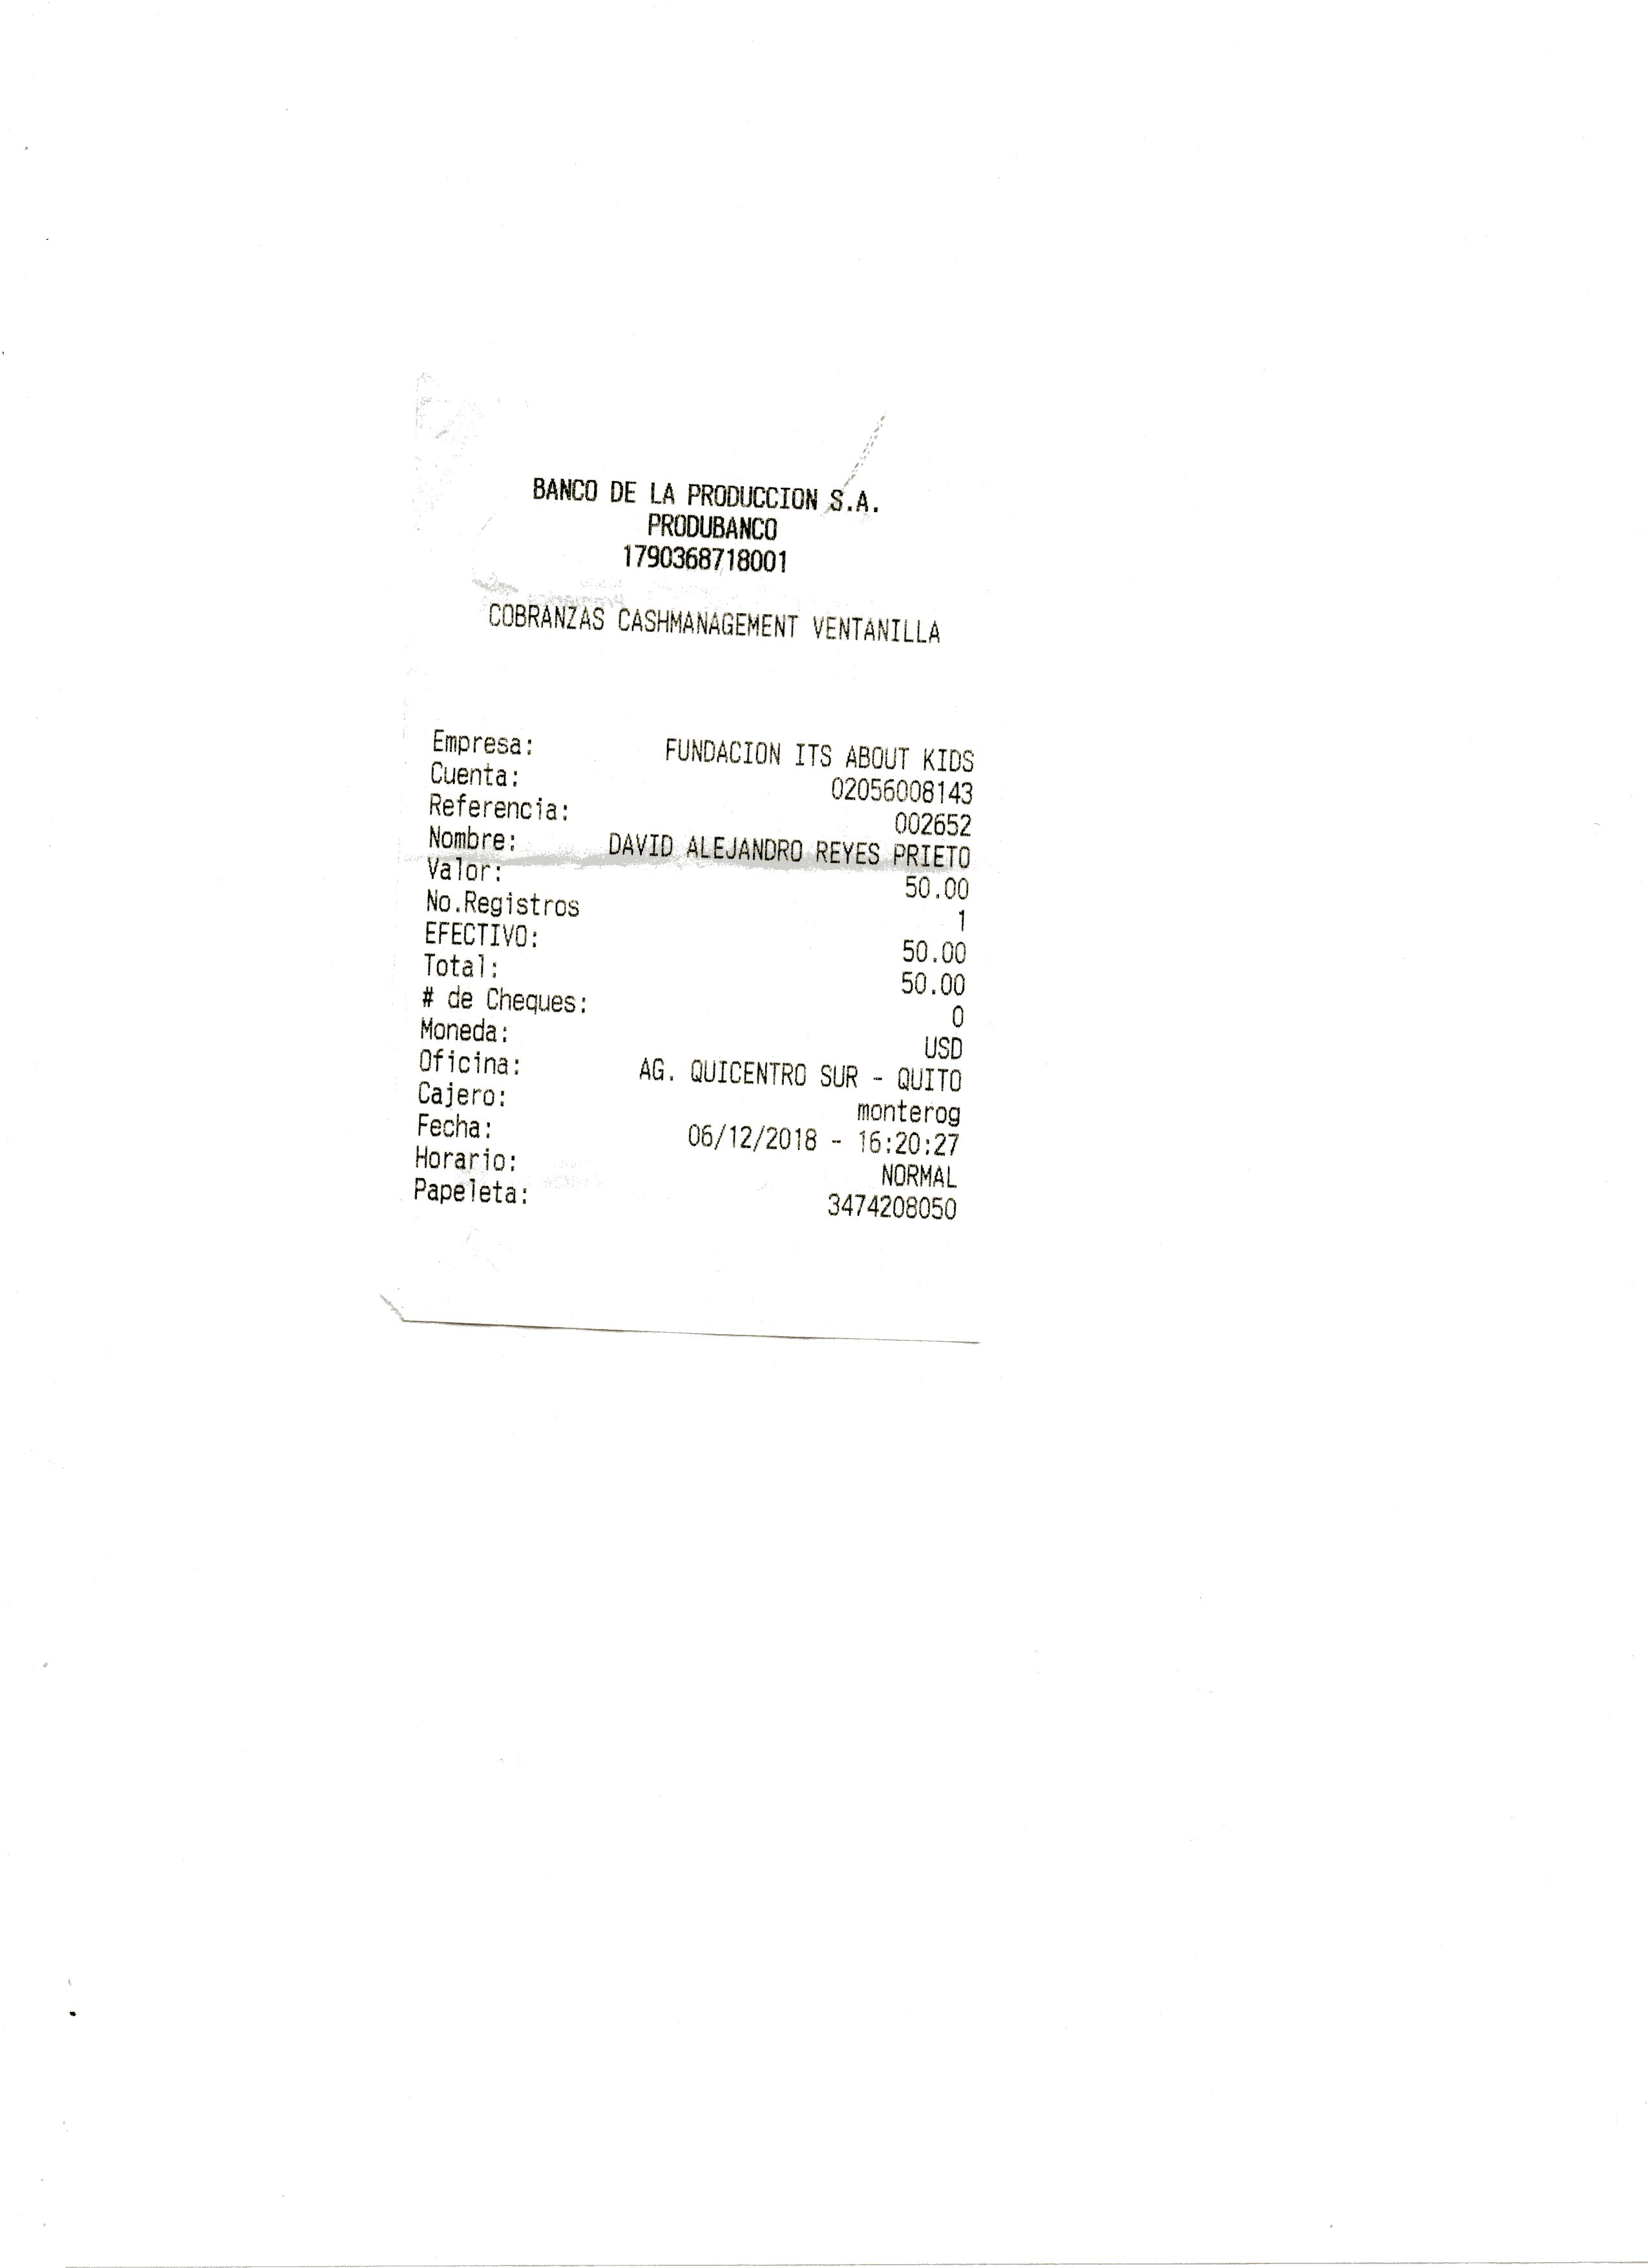 BANCO DE LA PRODUCCION S.A.
PRODUBANCO
1790368718001
COBRANZAS CASHMANAGEMENT VENTANILLA
Empresa: FUNDACION ITS ABOUT KIDS
Cuenta: 02056008143
Referencia: 002652
Nombre: DAVID ALEJANDRO REYES PRIETO
Valor: 50.00
No.Registros 1
EFECTIVO: 50.00
Total: 50.00
# de Cheques: 0
Moneda: USD
Oficina: AG. QUICENTRO SUR - QUITO
Cajero: monterog
Fecha: 06/12/2018 - 16:20:27
Horario: NORMAL
Papeleta: 3474208050